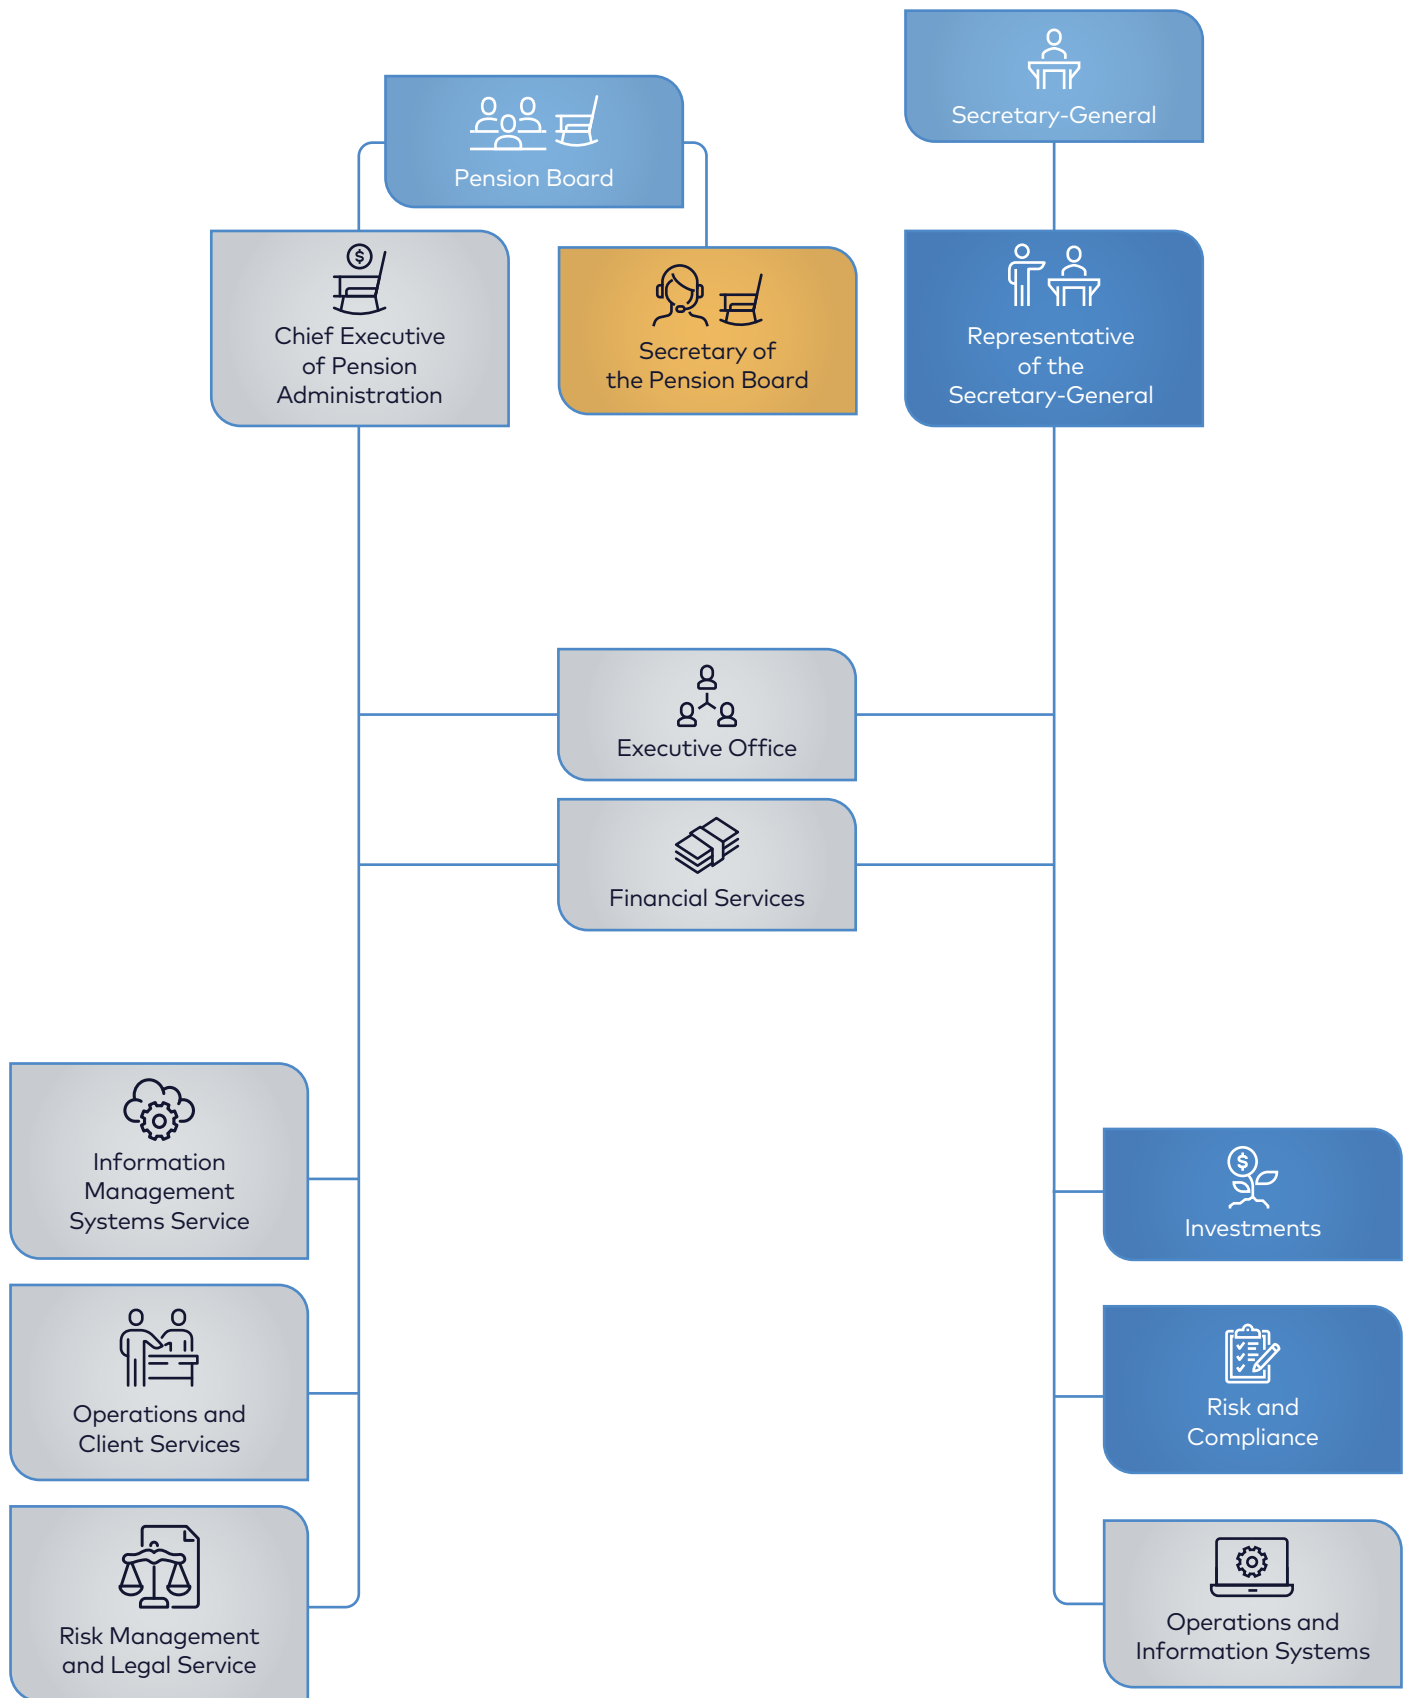 Secretary-General
Pension Board
Chief Executive
of Pension
Administration
Secretary of
the Pension Board
Representative
of the
Secretary-General
Executive Office
Financial Services
Information
Management
Systems Service
Operations and
Client Services
Risk Management
and Legal Service
Investments
Risk and
Compliance
Operations and
Information Systems